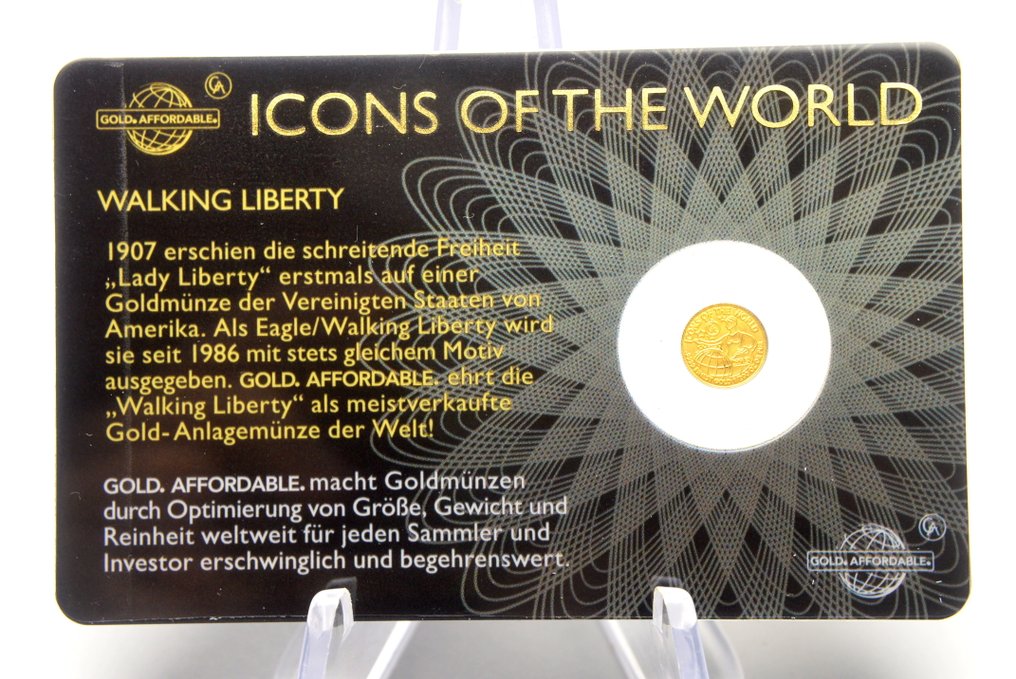 GOLD. AFFORDABLE.
GA
ICONS OF THE WORLD
WALKING LIBERTY
1907 erschien die schreitende Freiheit
„Lady Liberty“ erstmals auf einer
Goldmünze der Vereinigten Staaten von
Amerika. Als Eagle/Walking Liberty wird
sie seit 1986 mit stets gleichem Motiv
ausgegeben. GOLD. AFFORDABLE. ehrt die
„Walking Liberty“ als meistverkaufte
Gold-Anlagemünze der Welt!
GOLD. AFFORDABLE. macht Goldmünzen
durch Optimierung von Größe, Gewicht und
Reinheit weltweit für jeden Sammler und
Investor erschwinglich und begehrenswert.
GOLD. AFFORDABLE.
GA